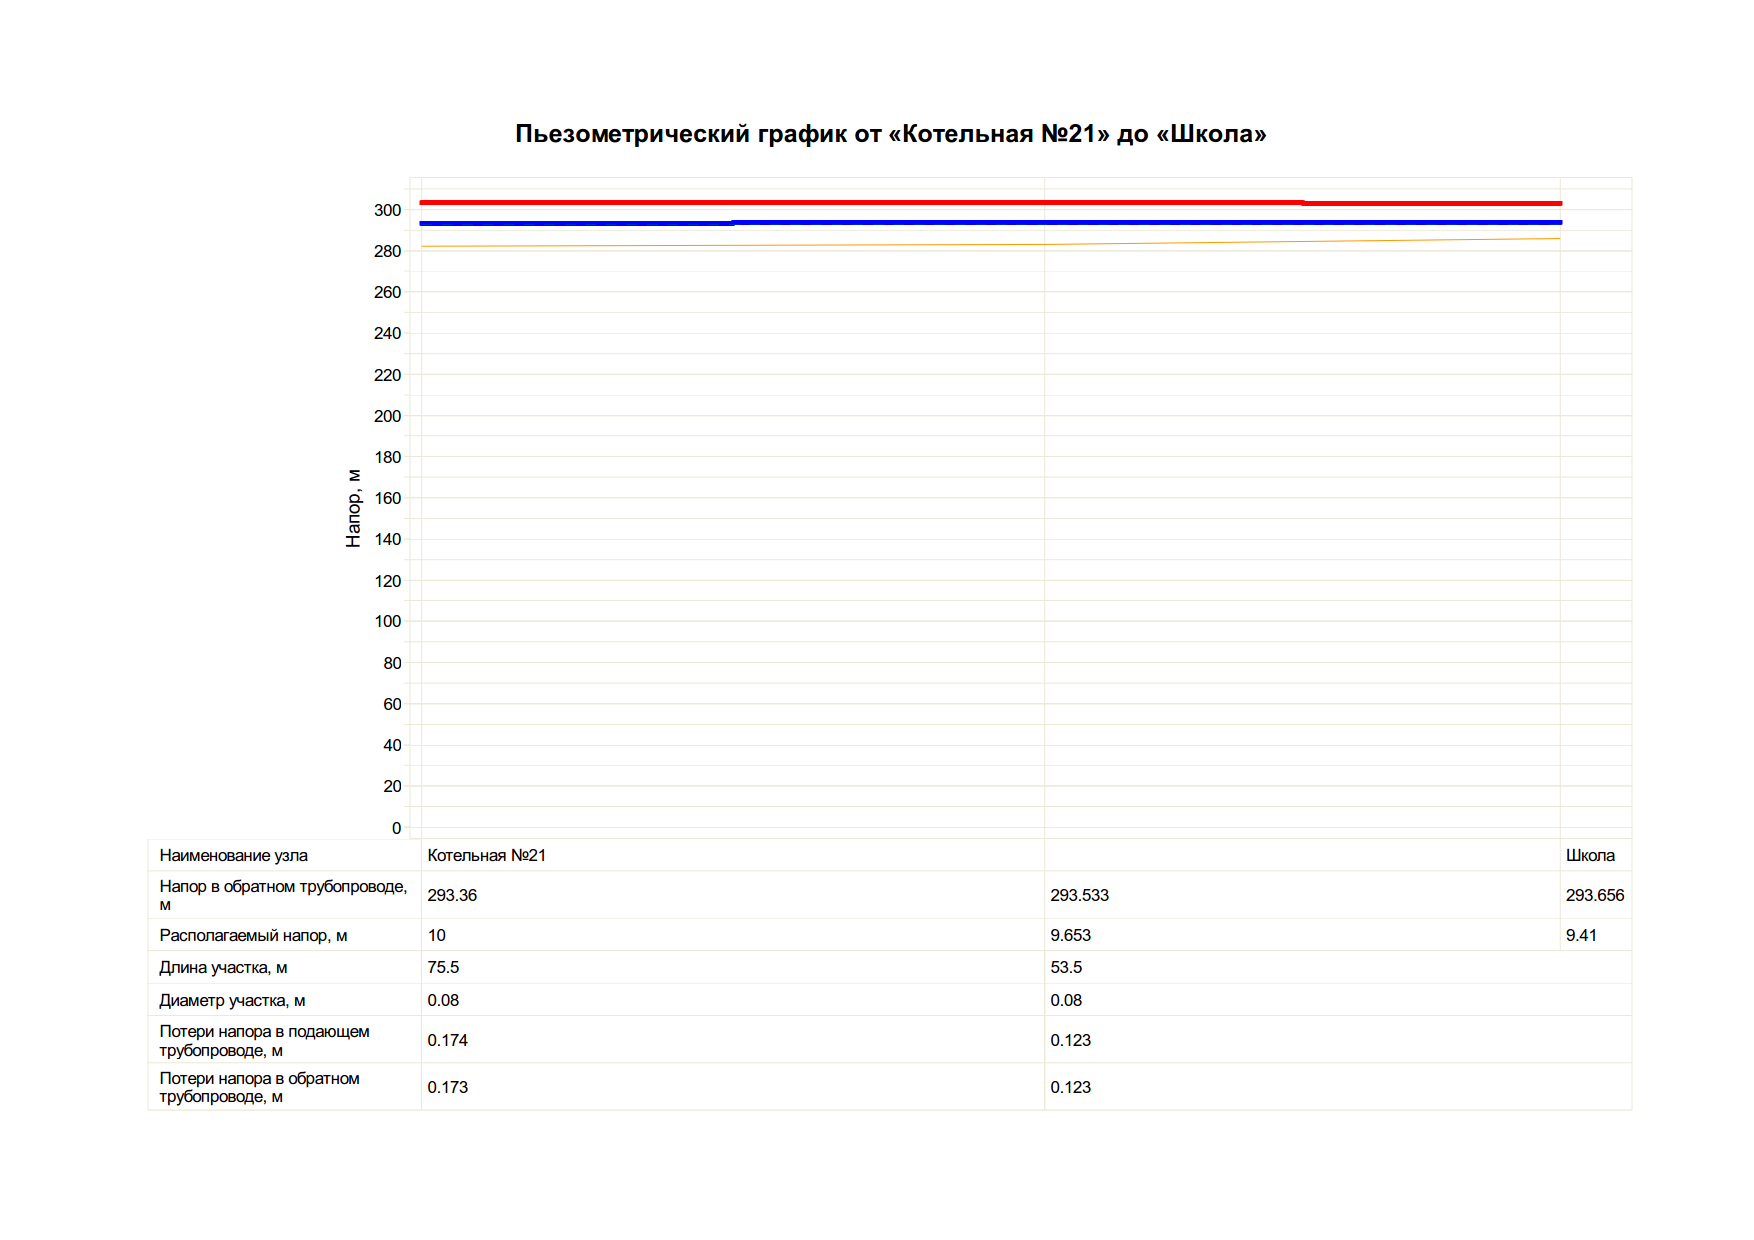 Пьезометрический график от «Котельная №21» до «Школа»
300
280
260
240
220
200
180
160
140
120
100
80
60
40
20
0
Напор, м
Наименование узла Котельная №21 Школа
Напор в обратном трубопроводе,
м 293.36 293.533 293.656
Располагаемый напор, м 10 9.653 9.41
Длина участка, м 75.5 53.5
Диаметр участка, м 0.08 0.08
Потери напора в подающем
трубопроводе, м 0.174 0.123
Потери напора в обратном
трубопроводе, м 0.173 0.123